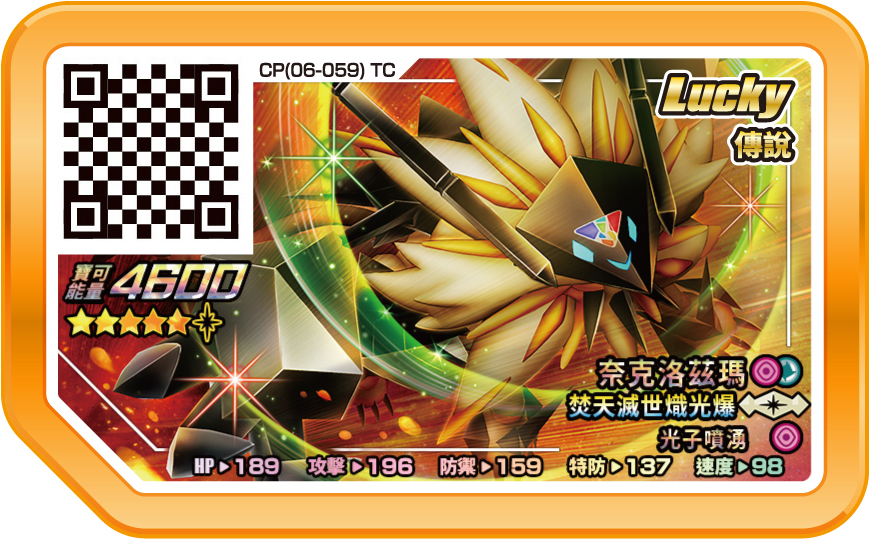 CP(06-059) TC
Lucky
傳說
寶可
能量 4600
奈克洛茲瑪
焚天滅世熾光爆
光子噴湧
HP▶189 攻擊▶196 防禦▶159 特防▶137 速度▶98